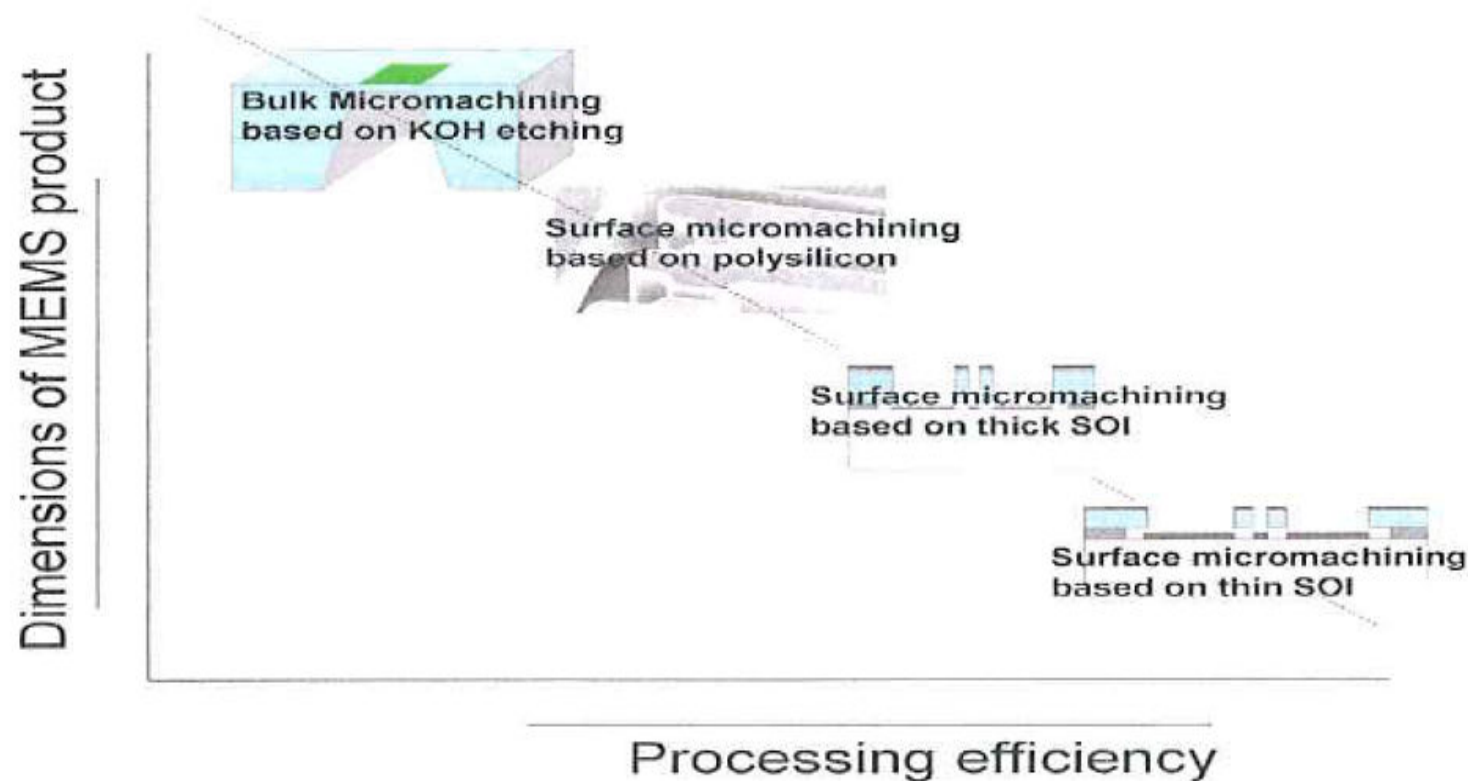 Dimensions of MEMS product
Bulk Micromachining
based on KOH etching
Surface micromachining
based on polysilicon
Surface micromachining
based on thick SOI
Surface micromachining
based on thin SOI
Processing efficiency